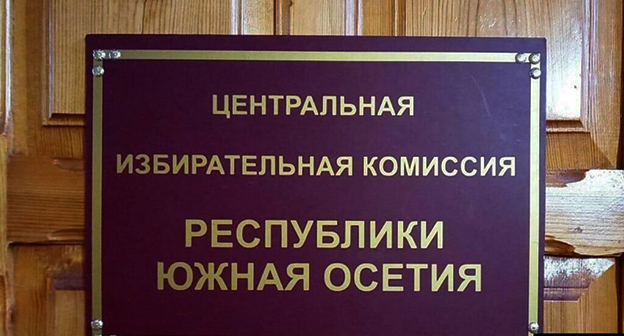 ЦЕНТРАЛЬНАЯ
ИЗБИРАТЕЛЬНАЯ КОМИССИЯ
РЕСПУБЛИКИ
ЮЖНАЯ ОСЕТИЯ